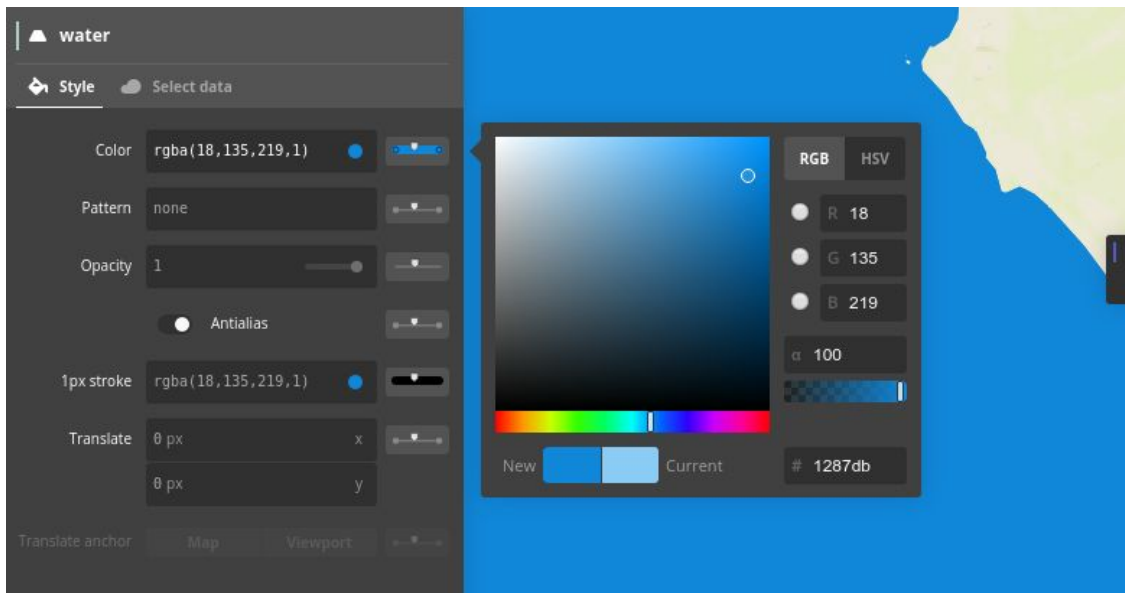 water
Style
Select data
Color rgba(18,135,219,1)
Pattern none
Opacity 1
Antialias
1px stroke rgba(18,135,219,1)
Translate 0 px x
0 px y
Translate anchor Map Viewport
RGB HSV
R 18
G 135
B 219
α 100
New Current
# 1287db